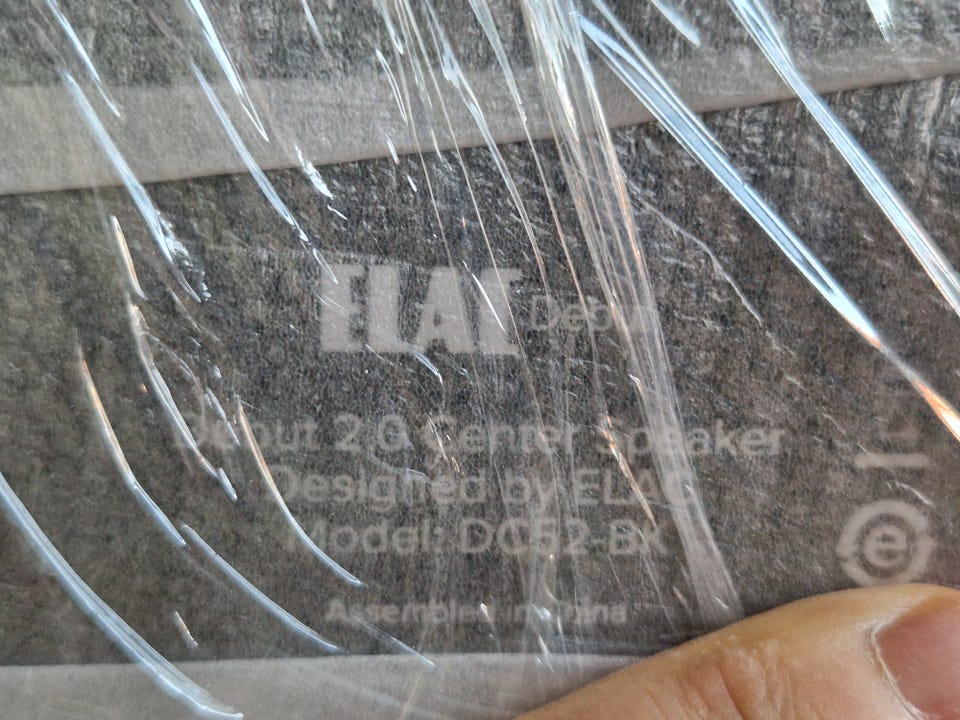 ELAC Debut
Debut 2.0 Center Speaker
Designed by ELAC
Model: DC52-BK
Assembled in China
e